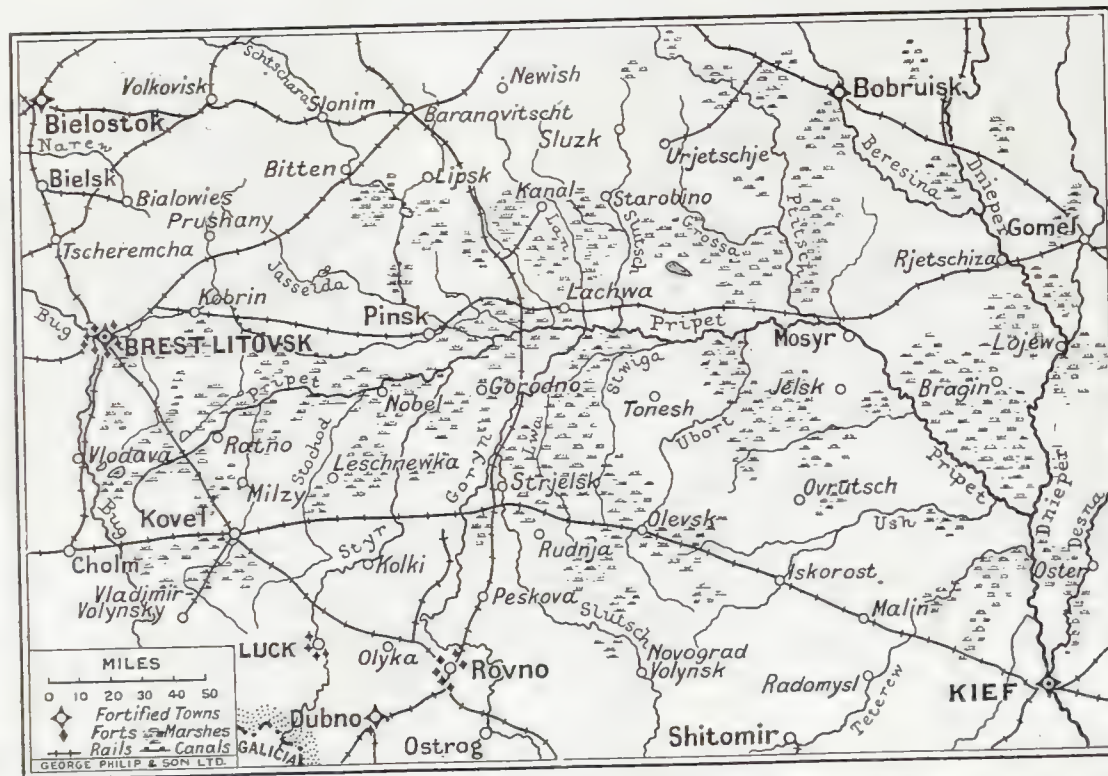 Schtschara
Newish
Volkovisk
Bobruisk
Slonim
Baranovitscht
Bielostok
Sluzk
Naren
Urjetschje
Bitten
Lipsk
Beresina
Dnieper
Bielsk
Bialowies
Kanal
Starobino
Prushany
Lan
Slutsch
Grossa
Ptitsch
Gomel
Tscheremcha
Rjetschiza
Jasseida
Kobrin
Lachwa
Bug
Pinsk
Pripet
BREST-LITOVSK
Mosyr
Lojew
Pripet
Gorodno
Siwiga
Jelsk
Bragin
Nobel
Tonesh
Ratno
Ubort
Vlodava
Stochod
Leschnewka
Goryn
Lwa
Pripet
Dnieper
Milzy
Strjelsk
Ovrutsch
Bug
Kovel
Olevsk
Ush
Desna
Styr
Rudnja
Cholm
Kolki
Iskorost
Oster
Vladimir
Volynsky
Peskova
Malin
Slutsch
LUCK
Olyka
Novograd
Volynsk
MILES
0 10 20 30 40 50
Rovno
Radomysl
KIEF
Fortified Towns
Dubno
Teterew
Forts Marshes
Shitomir
Rails Canals
GALICIA
Ostrog
GEORGE PHILIP & SON LTD.